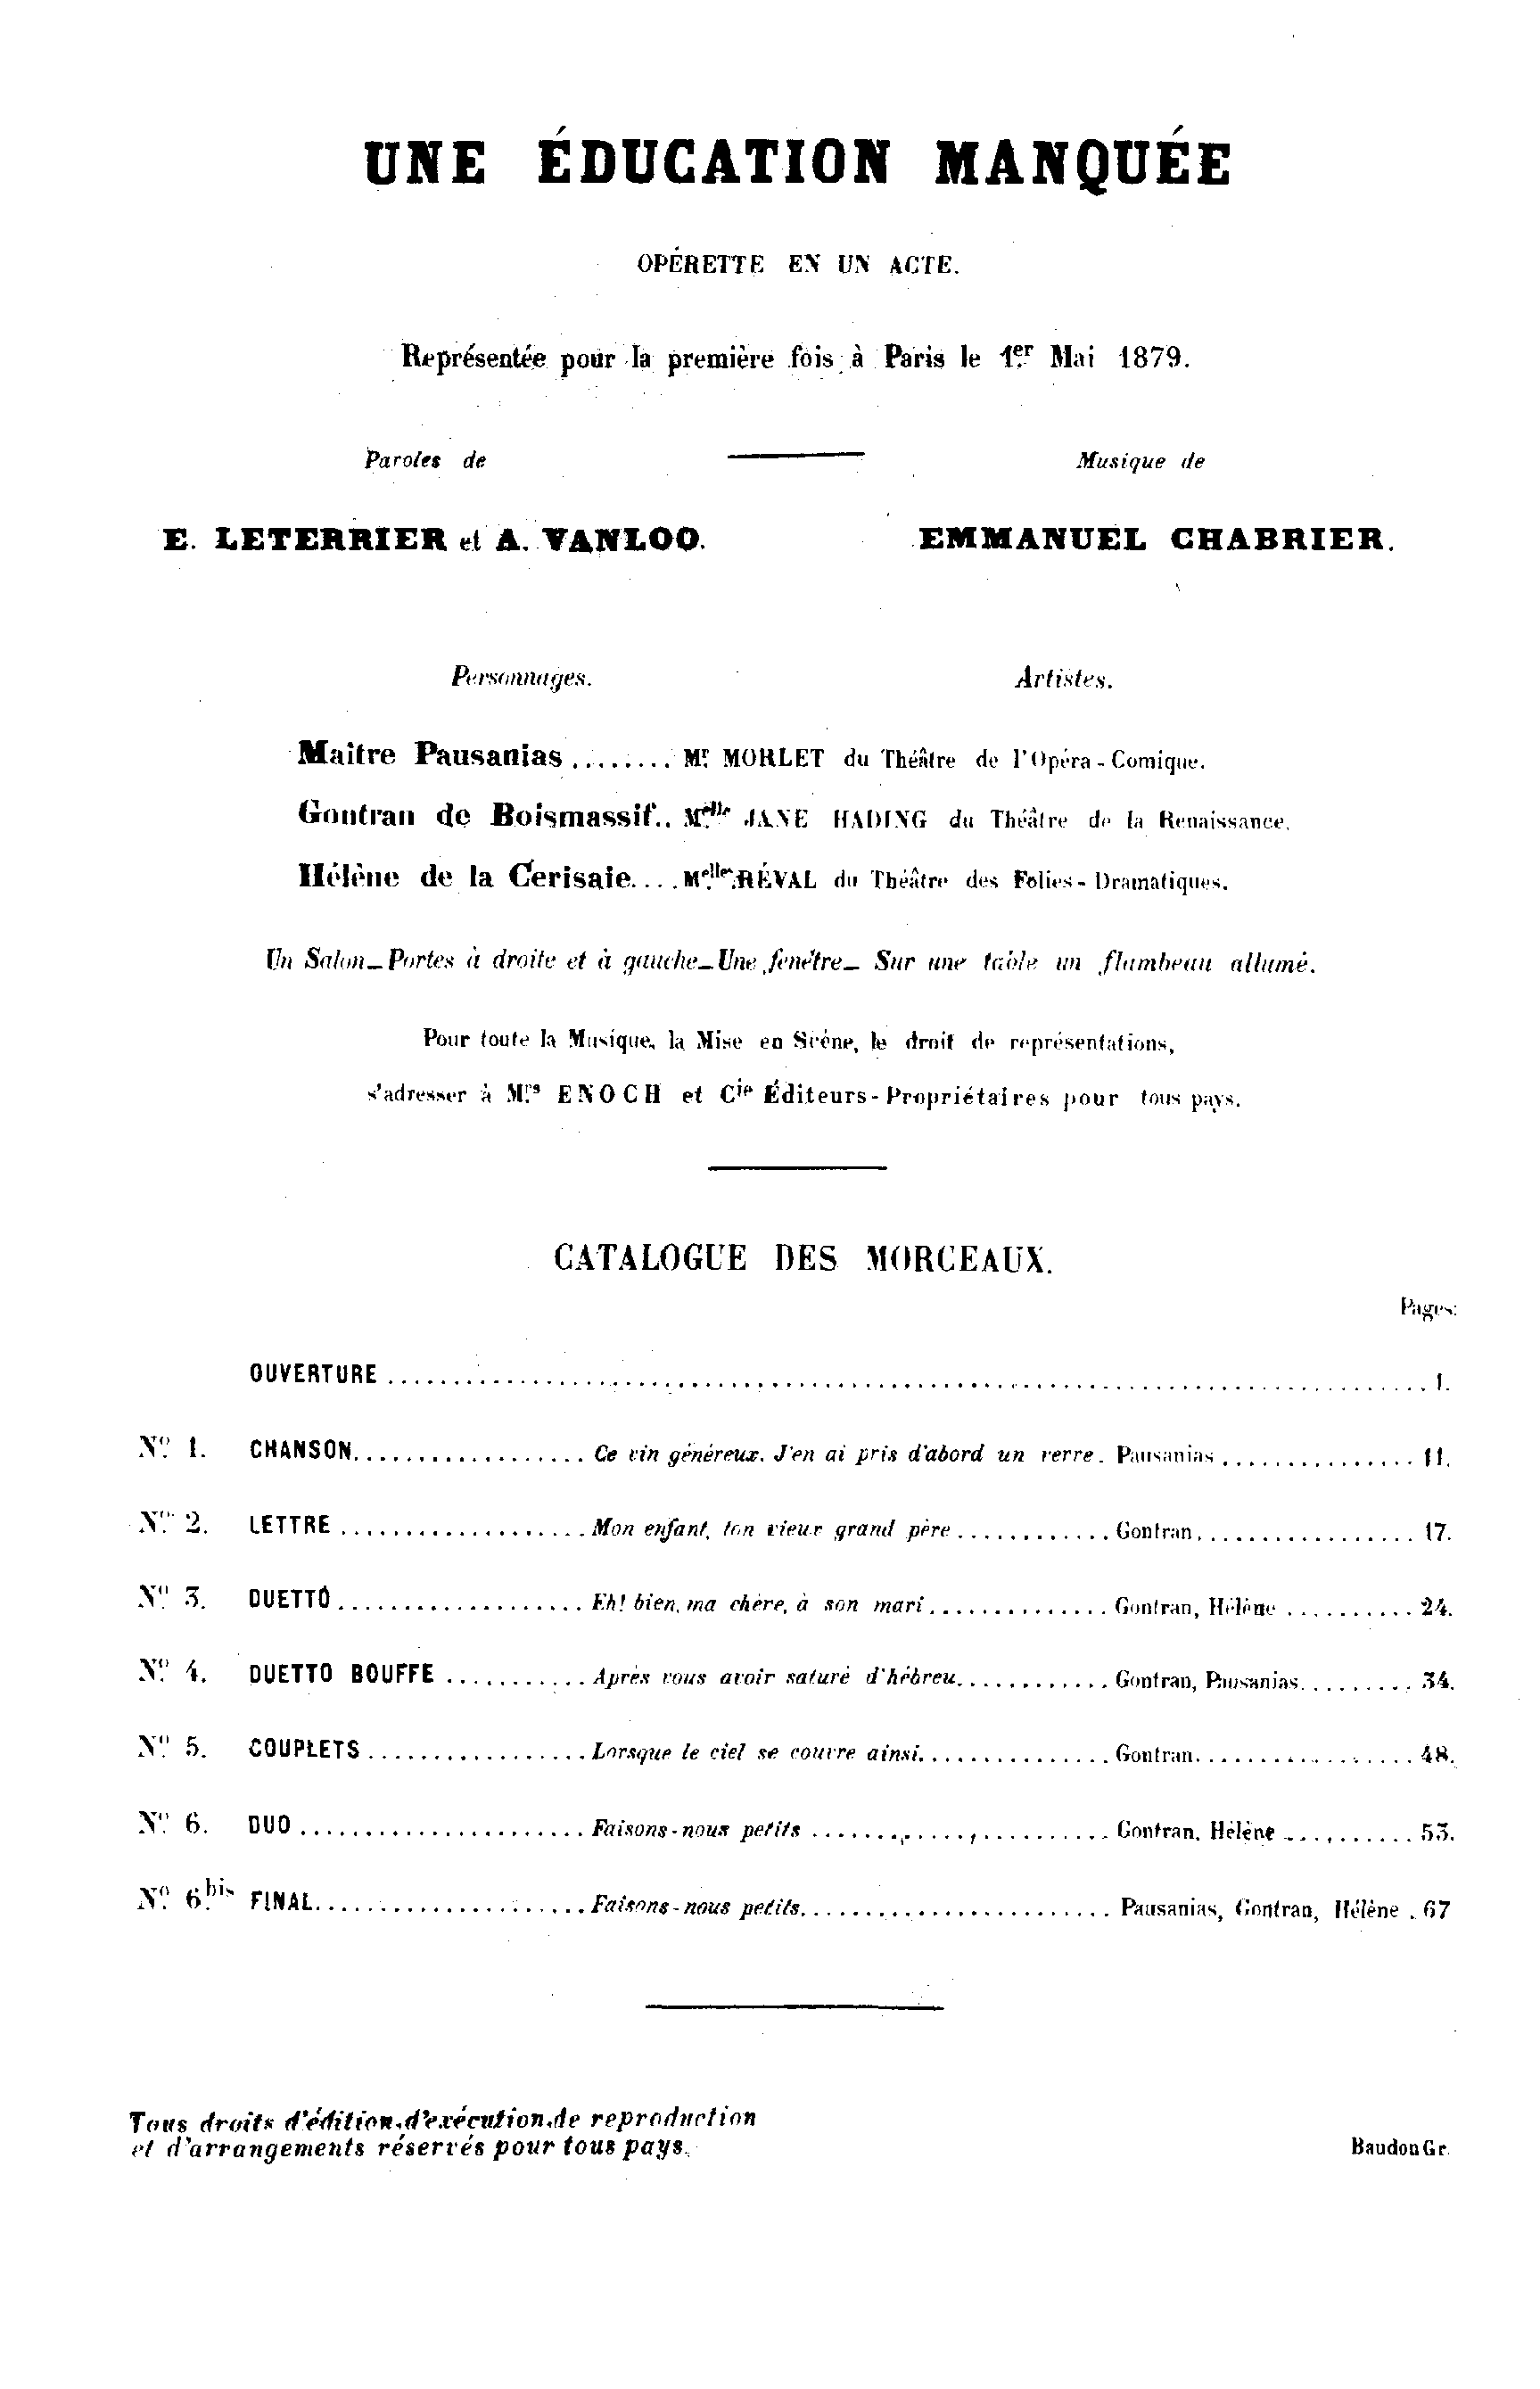 UNE ÉDUCATION MANQUÉE
OPÉRETTE EN UN ACTE.
Représentée pour la première fois à Paris le 1er Mai 1879.
Paroles de
Musique de
E. LETERRIER et A. VANLOO.
EMMANUEL CHABRIER.
Personnages.
Artistes.
Maitre Pausanias ........ Mr MORLET du Théâtre de l'Opéra-Comique.
Gontran de Boismassif.. Melle JANE HADING du Théâtre de la Renaissance.
Hélène de la Cerisaie.... Melle RÉVAL du Théâtre des Folies-Dramatiques.
Un Salon_Portes à droite et à gauche_Une fenêtre_ Sur une table un flambeau allumé.
Pour toute la Musique, la Mise en Scéne, le droit de représentations,
s'adresser à Mrs ENOCH et Cie Éditeurs-Propriétaires pour tous pays.
CATALOGUE DES MORCEAUX.
Pages:
OUVERTURE ........ 1.
No 1. CHANSON........ Ce vin généreux. J'en ai pris d'abord un verre. Pausanias ........ 11.
No 2. LETTRE ........ Mon enfant, ton vieux grand père ........ Gontran ........ 17.
No 3. DUETTO ........ Eh! bien, ma chère, à son mari ........ Gontran, Hélène ........ 24.
No 4. DUETTO BOUFFE ........ Après vous avoir saturé d'hébreu ........ Gontran, Pausanias ........ 34.
No 5. COUPLETS ........ Lorsque le ciel se couvre ainsi ........ Gontran ........ 48.
No 6. DUO ........ Faisons-nous petits ........ Gontran, Hélène ........ 53.
No 6bis FINAL ........ Faisons-nous petits ........ Pausanias, Gontran, Hélène . 67
Tous droits d'édition, d'exécution, de reproduction
et d'arrangements réservés pour tous pays.
Baudon Gr.